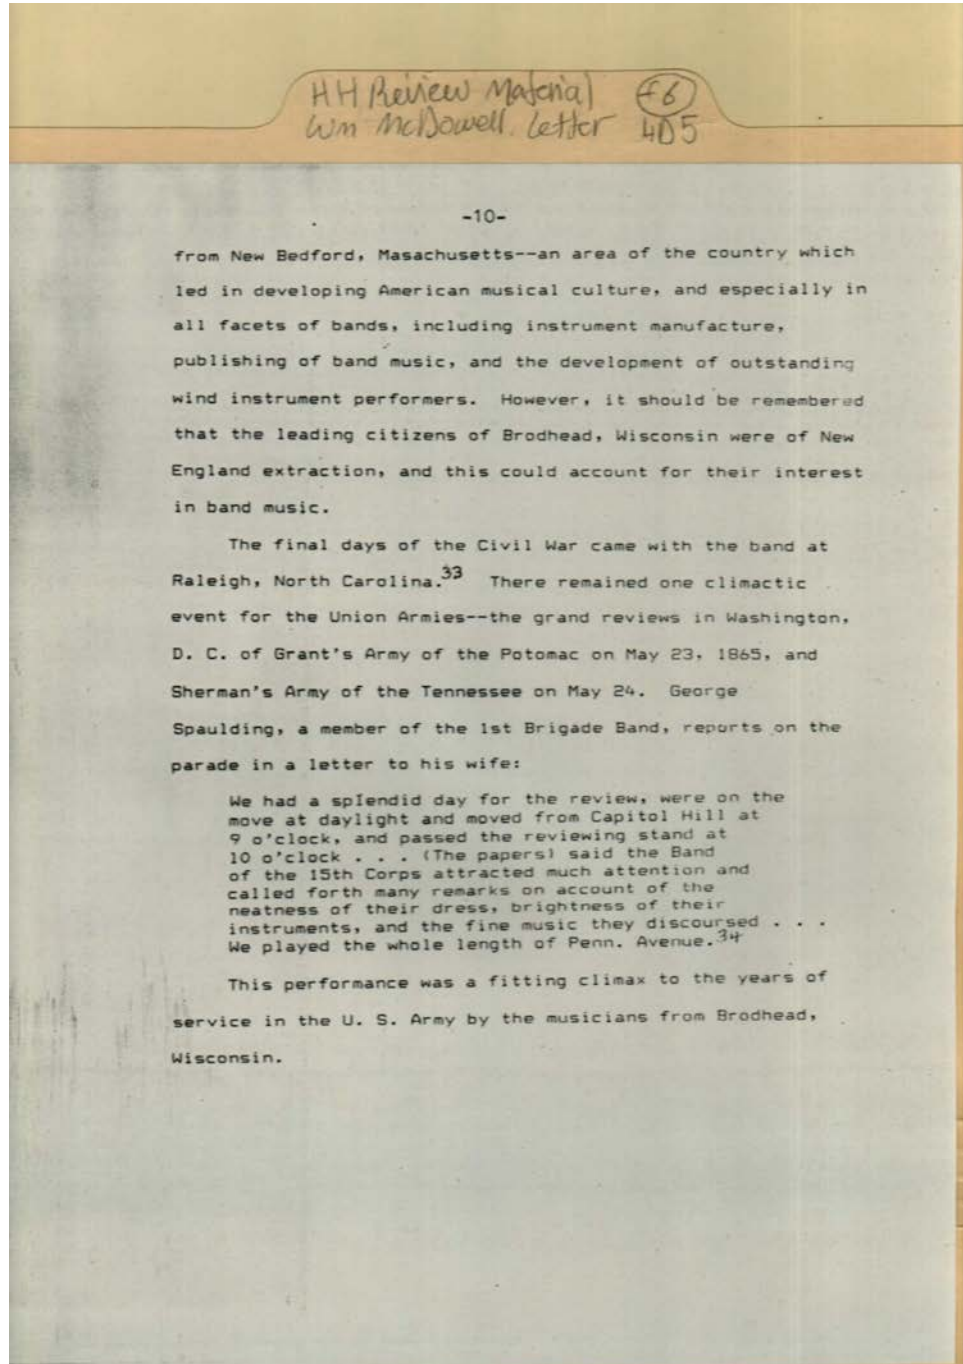 HH Review Material f6
Wm McDowell Letter 4D5
-10-
from New Bedford, Masachusetts--an area of the country which
led in developing American musical culture, and especially in
all facets of bands, including instrument manufacture,
publishing of band music, and the development of outstanding
wind instrument performers. However, it should be remembered
that the leading citizens of Brodhead, Wisconsin were of New
England extraction, and this could account for their interest
in band music.
The final days of the Civil War came with the band at
Raleigh, North Carolina.33 There remained one climactic
event for the Union Armies--the grand reviews in Washington,
D. C. of Grant's Army of the Potomac on May 23, 1865, and
Sherman's Army of the Tennessee on May 24. George
Spaulding, a member of the 1st Brigade Band, reports on the
parade in a letter to his wife:
We had a splendid day for the review, were on the
move at daylight and moved from Capitol Hill at
9 o'clock, and passed the reviewing stand at
10 o'clock . . . (The papers) said the Band
of the 15th Corps attracted much attention and
called forth many remarks on account of the
neatness of their dress, brightness of their
instruments, and the fine music they discoursed . . .
We played the whole length of Penn. Avenue.34
This performance was a fitting climax to the years of
service in the U. S. Army by the musicians from Brodhead,
Wisconsin.